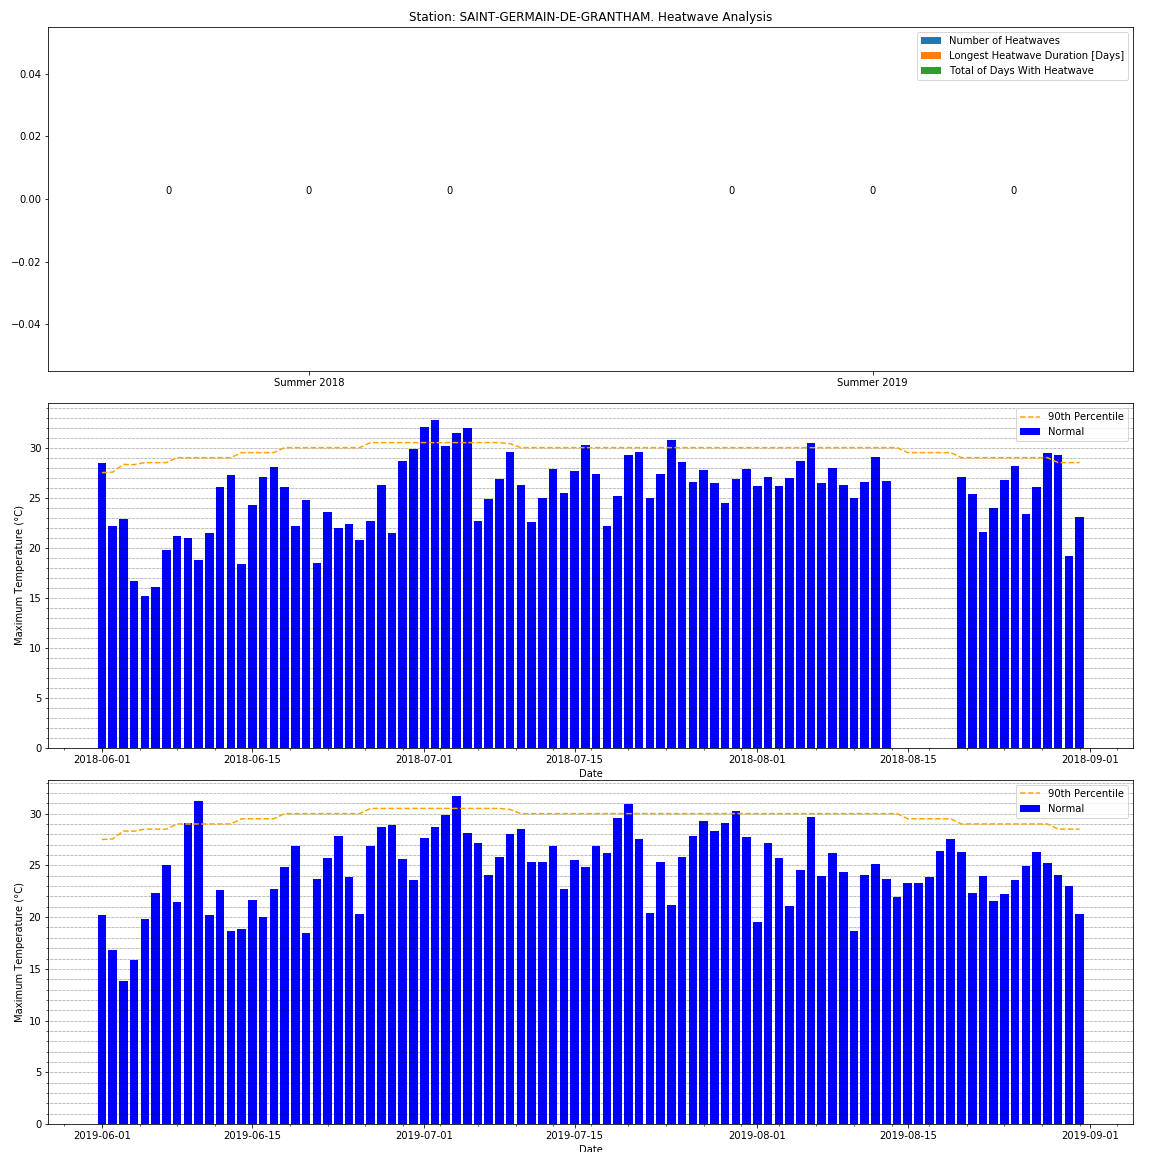 Station: SAINT-GERMAIN-DE-GRANTHAM. Heatwave Analysis
Number of Heatwaves
Longest Heatwave Duration [Days]
Total of Days With Heatwave
0.04
0.02
0.00
−0.02
−0.04
0 0 0 0 0 0
Summer 2018 Summer 2019
90th Percentile
Normal
Maximum Temperature (°C)
30
25
20
15
10
5
0
2018-06-01 2018-06-15 2018-07-01 2018-07-15 2018-08-01 2018-08-15 2018-09-01
Date
90th Percentile
Normal
Maximum Temperature (°C)
30
25
20
15
10
5
0
2019-06-01 2019-06-15 2019-07-01 2019-07-15 2019-08-01 2019-08-15 2019-09-01
Date